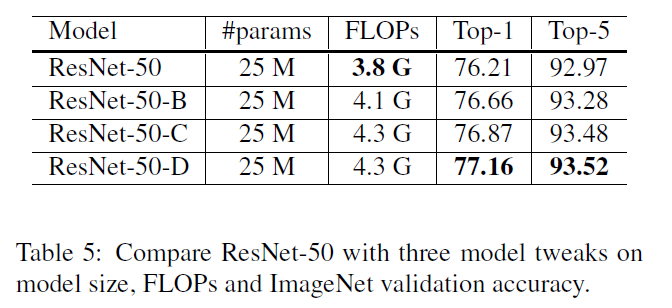 Model #params FLOPs Top-1 Top-5
ResNet-50 25 M 3.8 G 76.21 92.97
ResNet-50-B 25 M 4.1 G 76.66 93.28
ResNet-50-C 25 M 4.3 G 76.87 93.48
ResNet-50-D 25 M 4.3 G 77.16 93.52
Table 5: Compare ResNet-50 with three model tweaks on
model size, FLOPs and ImageNet validation accuracy.